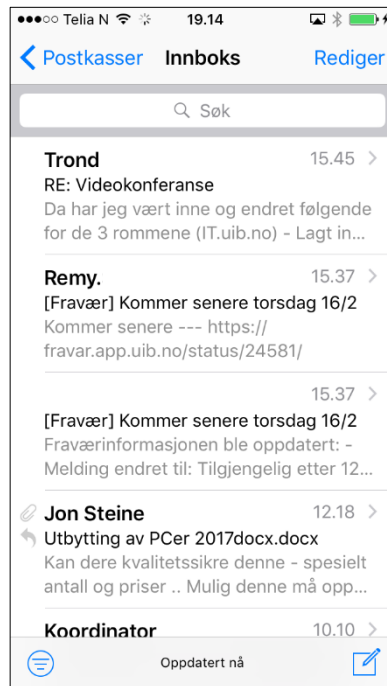 Telia N 19.14
Postkasser Innboks Rediger
Søk
Trond 15.45
RE: Videokonferanse
Da har jeg vært inne og endret følgende
for de 3 rommene (IT.uib.no) - Lagt in...
Remy. 15.37
[Fravær] Kommer senere torsdag 16/2
Kommer senere --- https://
fravar.app.uib.no/status/24581/
15.37
[Fravær] Kommer senere torsdag 16/2
Fraværinformasjonen ble oppdatert: -
Melding endret til: Tilgjengelig etter 12...
Jon Steine 12.18
Utbytting av PCer 2017docx.docx
Kan dere kvalitetssikre denne - spesielt
antall og priser .. Mulig denne må opp...
Koordinator 10.10
Oppdatert nå